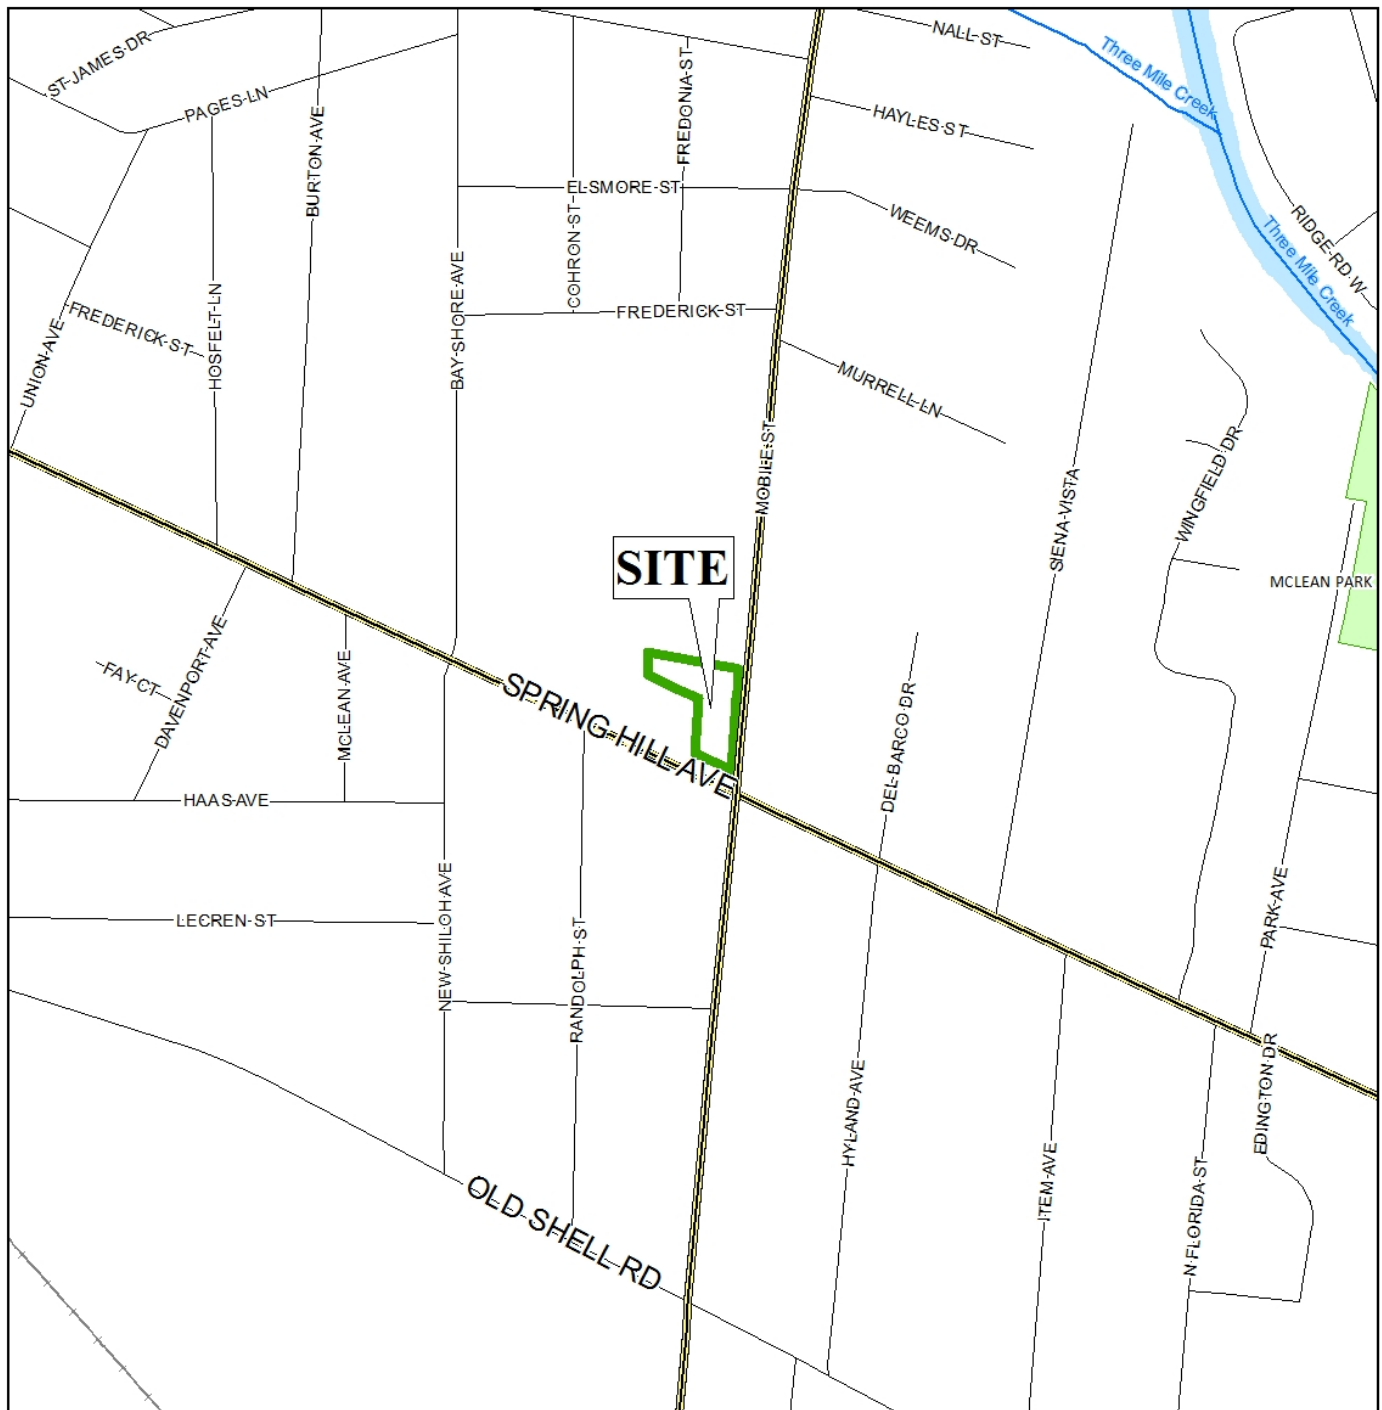 NALL ST
ST JAMES DR
Three Mile Creek
PAGES LN
FREDONIA ST
HAYLES ST
BURTON AVE
ELSMORE ST
WEEMS DR
RIDGE RD W
Three Mile Creek
COHRON ST
BAY SHORE AVE
FREDERICK ST
FREDERICK ST
HOSFELT LN
UNION AVE
MURRELL LN
MOBILE ST
WINGFIELD DR
SIENA VISTA
SITE
MCLEAN PARK
DAVENPORT AVE
FAY CT
MCLEAN AVE
SPRING HILL AVE
DEL BARCO DR
HAAS AVE
LECREN ST
NEW SHILOH AVE
RANDOLPH ST
PARK AVE
EDINGTON DR
HYLAND AVE
ITEM AVE
N FLORIDA ST
OLD SHELL RD